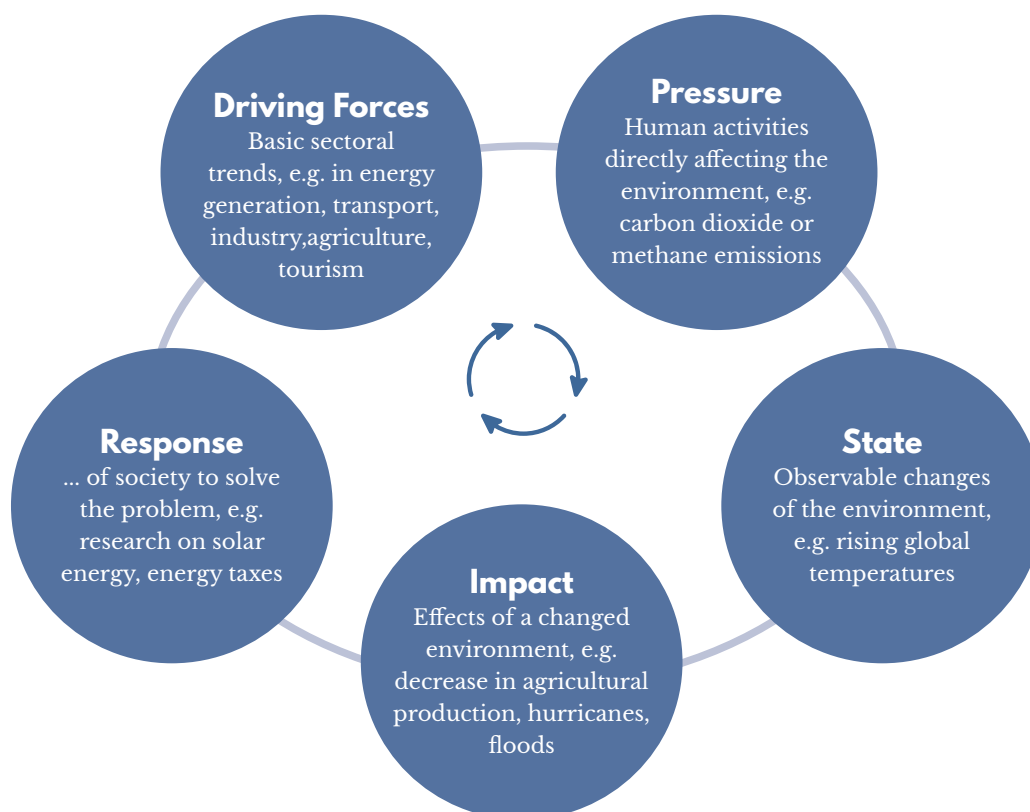 Driving Forces
Basic sectoral
trends, e.g. in energy
generation, transport,
industry,agriculture,
tourism
Pressure
Human activities
directly affecting the
environment, e.g.
carbon dioxide or
methane emissions
Response
... of society to solve
the problem, e.g.
research on solar
energy, energy taxes
State
Observable changes
of the environment,
e.g. rising global
temperatures
Impact
Effects of a changed
environment, e.g.
decrease in agricultural
production, hurricanes,
floods